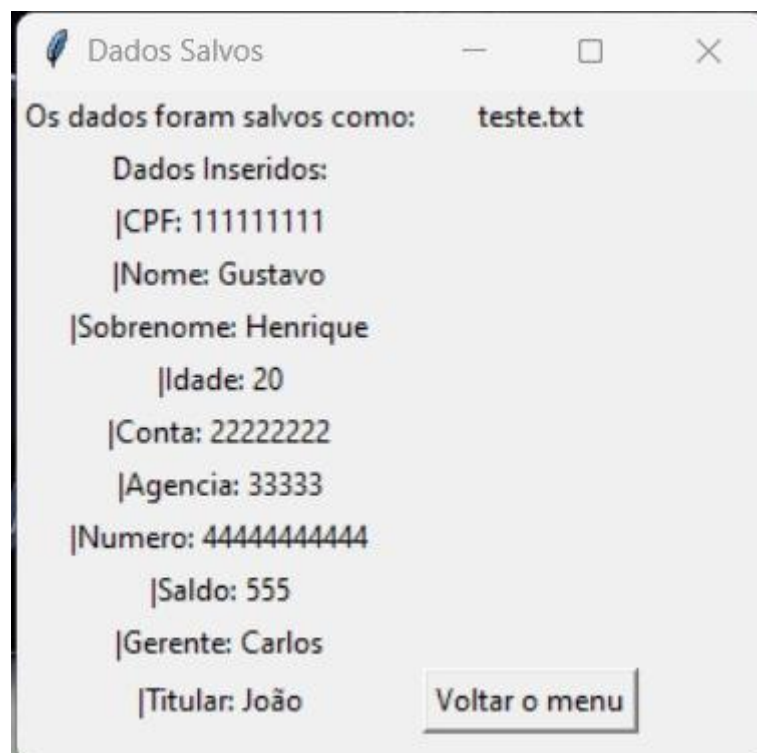 Dados Salvos
Os dados foram salvos como: teste.txt
Dados Inseridos:
|CPF: 111111111
|Nome: Gustavo
|Sobrenome: Henrique
|Idade: 20
|Conta: 22222222
|Agencia: 33333
|Numero: 44444444444
|Saldo: 555
|Gerente: Carlos
|Titular: João Voltar o menu